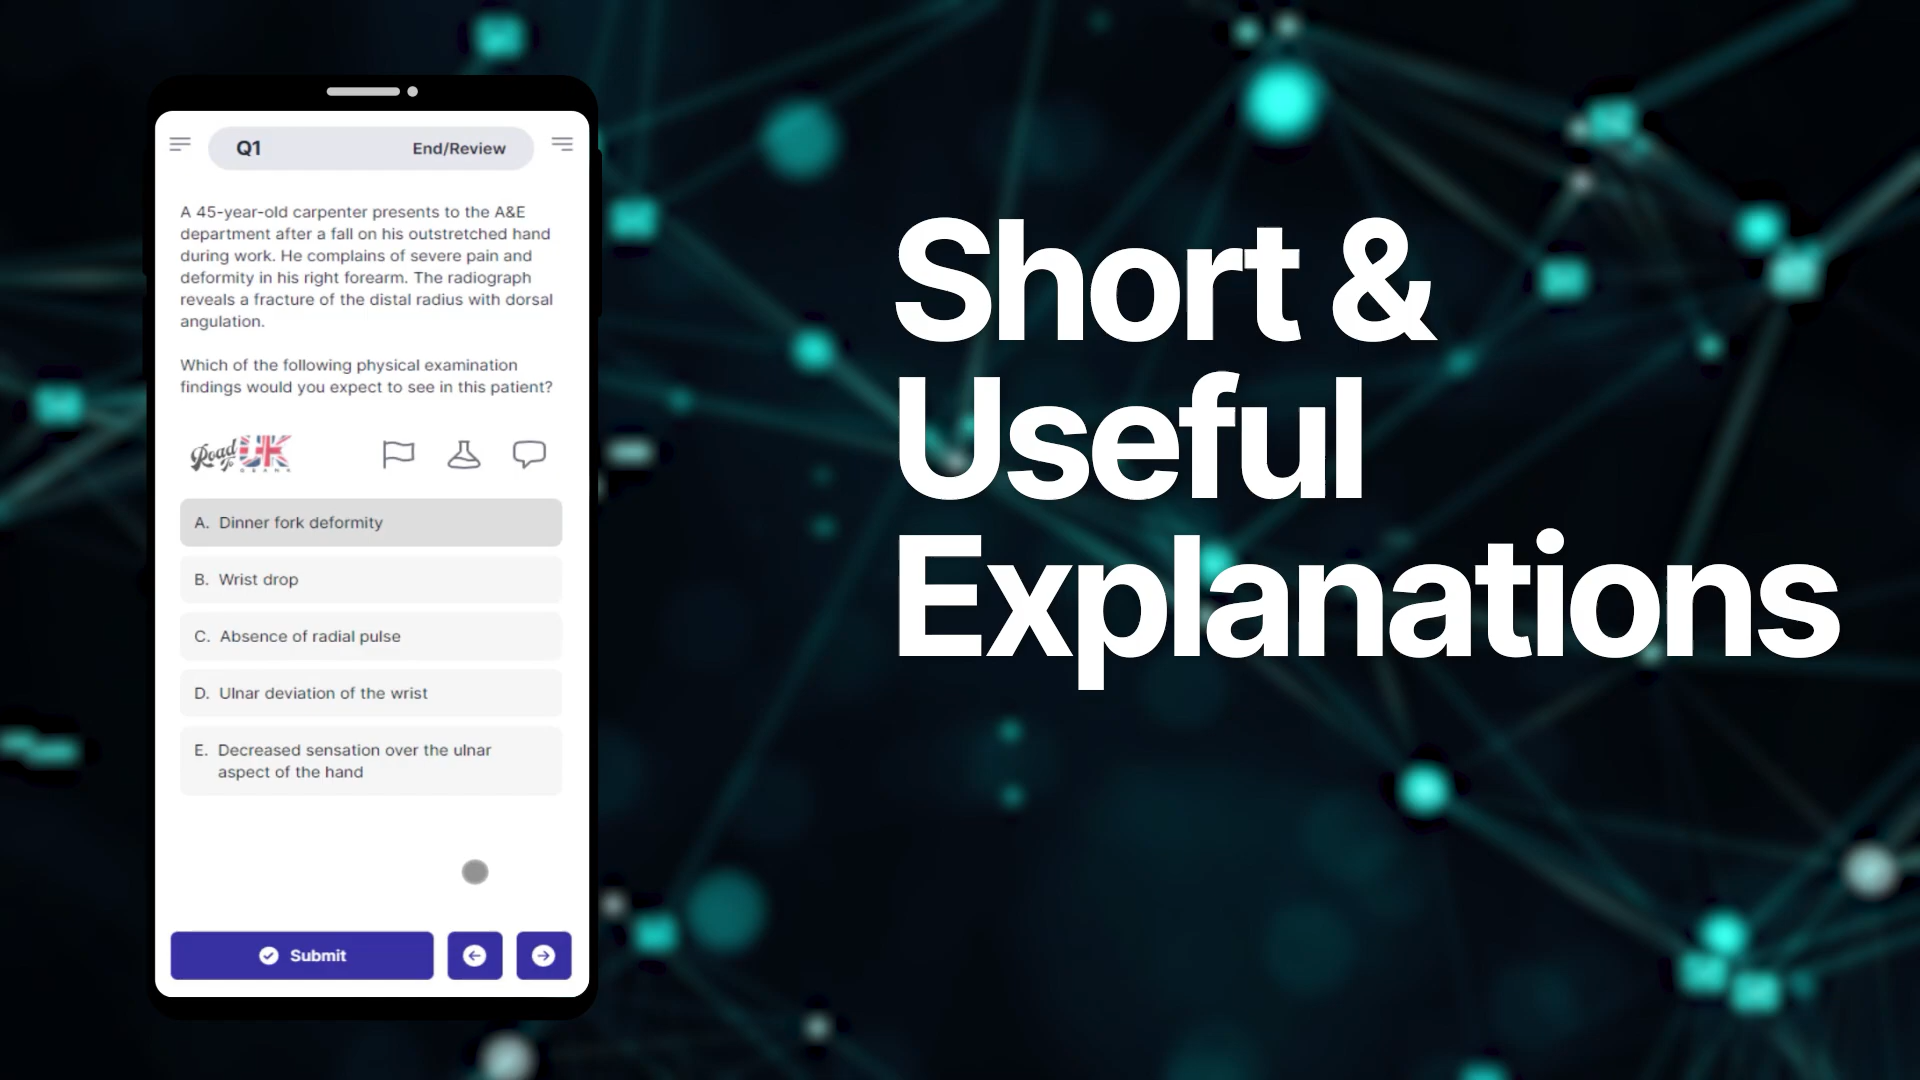 Q1 End/Review
A 45-year-old carpenter presents to the A&E
department after a fall on his outstretched hand
during work. He complains of severe pain and
deformity in his right forearm. The radiograph
reveals a fracture of the distal radius with dorsal
angulation.
Which of the following physical examination
findings would you expect to see in this patient?
Road to UK
A. Dinner fork deformity
B. Wrist drop
C. Absence of radial pulse
D. Ulnar deviation of the wrist
E. Decreased sensation over the ulnar
aspect of the hand
Submit
Short &
Useful
Explanations